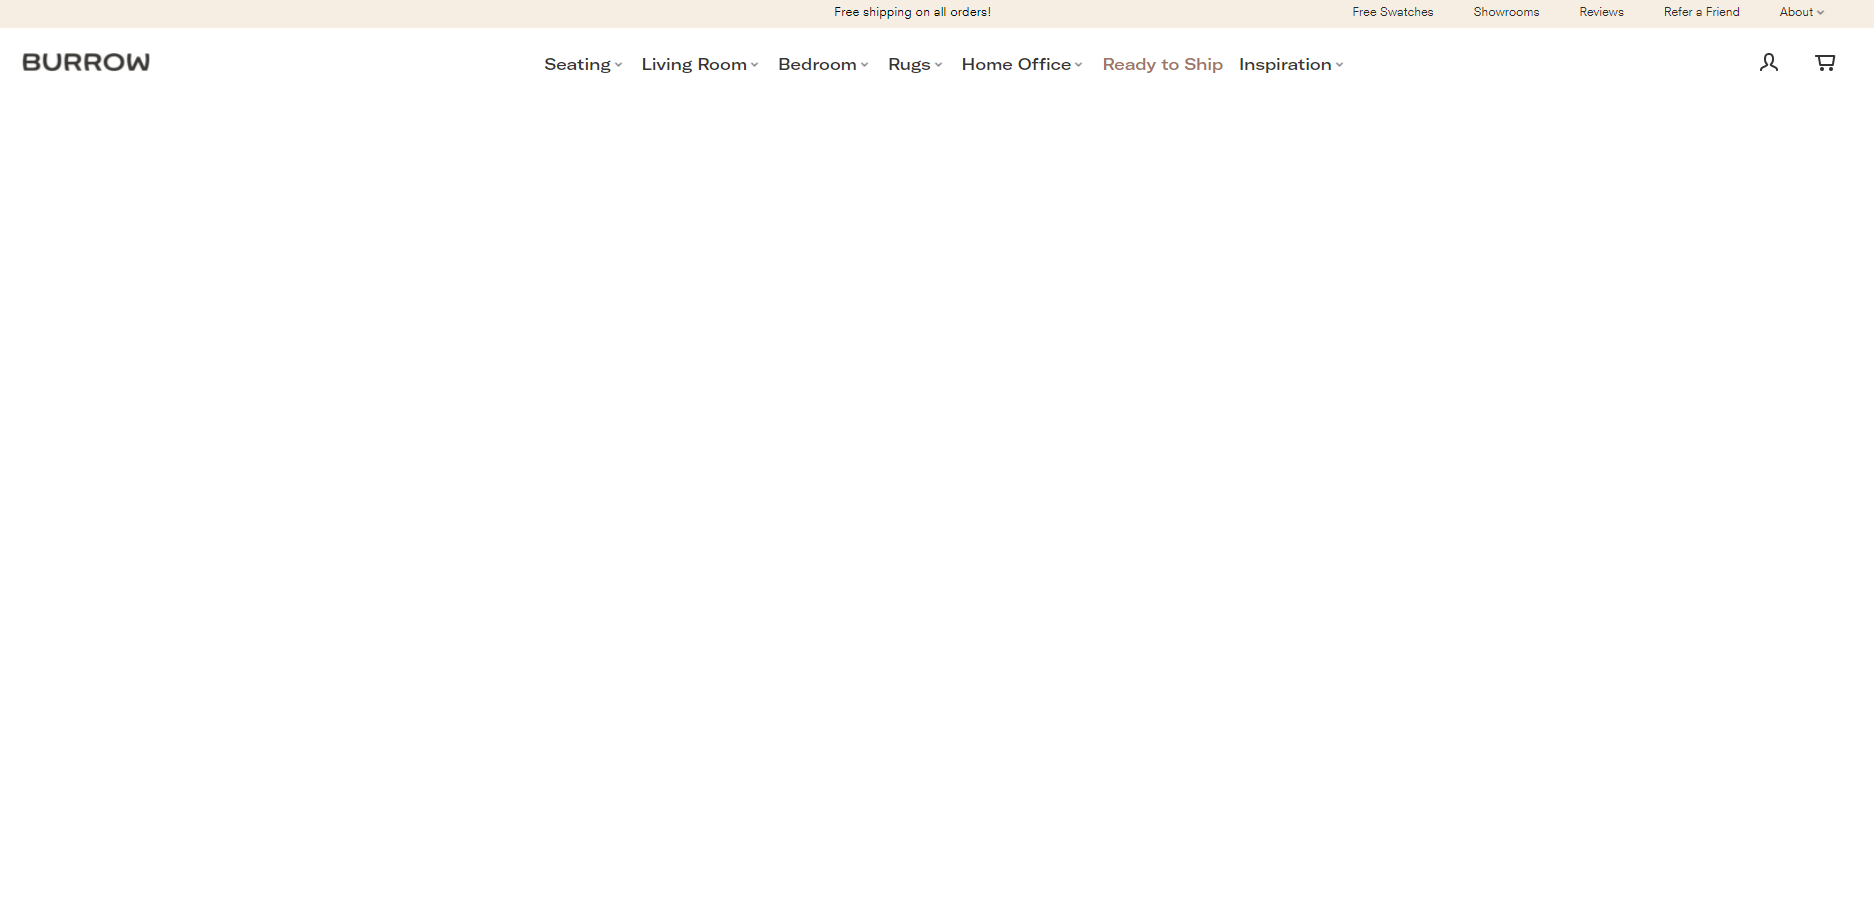 Free shipping on all orders!
Free Swatches
Showrooms
Reviews
Refer a Friend
About
BURROW
Seating
Living Room
Bedroom
Rugs
Home Office
Ready to Ship
Inspiration